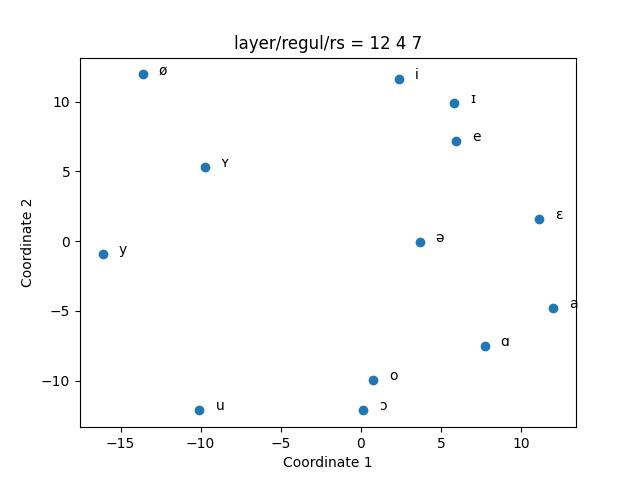 layer/regul/rs = 12 4 7
ø
i
ɪ
e
ʏ
ɛ
ə
y
a
ɑ
o
u
ɔ
10
5
0
−5
−10
Coordinate 2
−15
−10
−5
0
5
10
Coordinate 1